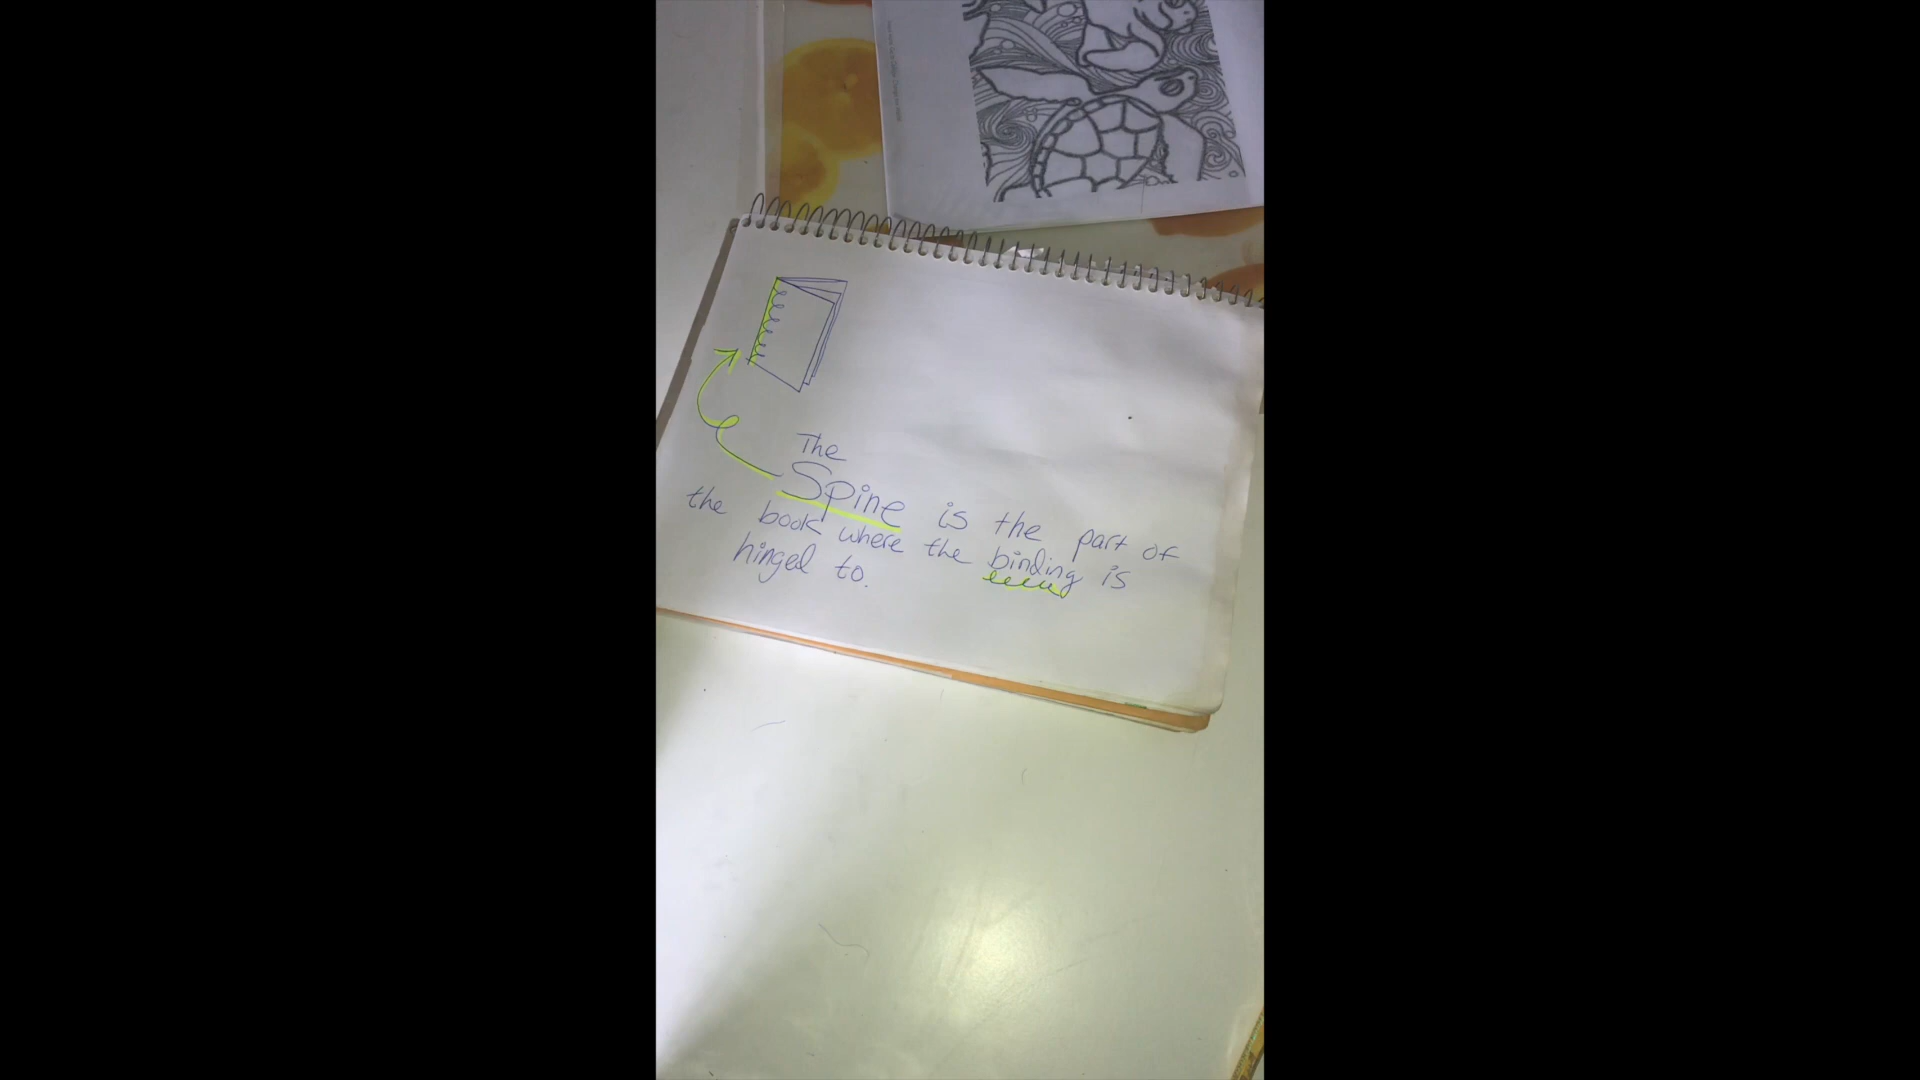 The
Spine is the part of
the book where the binding is
hinged to.